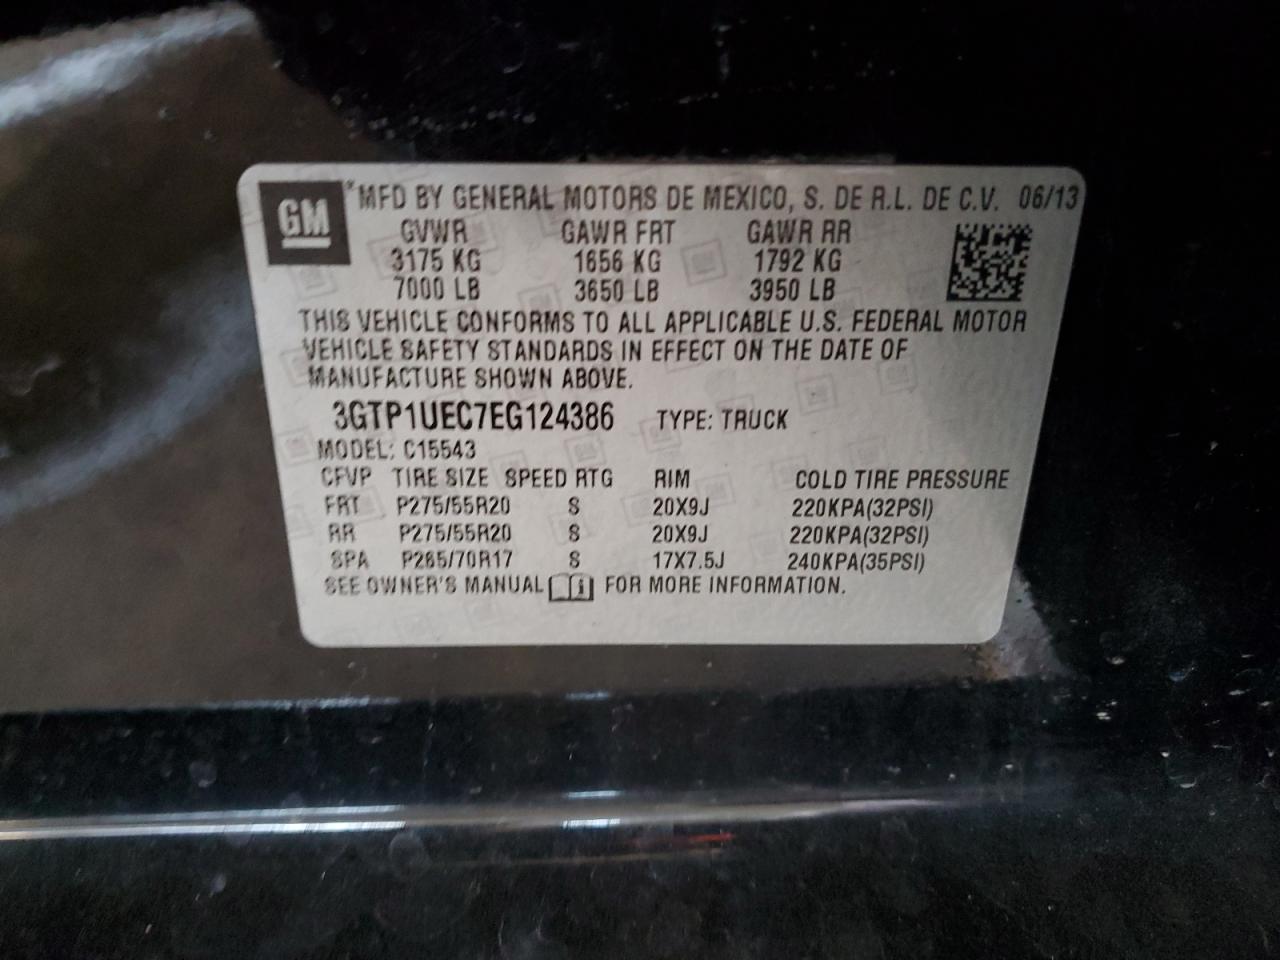 GM
*MFD BY GENERAL MOTORS DE MEXICO, S. DE R.L. DE C.V. 06/13
GVWR GAWR FRT GAWR RR
3175 KG 1656 KG 1792 KG
7000 LB 3650 LB 3950 LB
THIS VEHICLE CONFORMS TO ALL APPLICABLE U.S. FEDERAL MOTOR
VEHICLE SAFETY STANDARDS IN EFFECT ON THE DATE OF
MANUFACTURE SHOWN ABOVE.
3GTP1UEC7EG124386 TYPE: TRUCK
MODEL: C15543
CFVP TIRE SIZE SPEED RTG RIM COLD TIRE PRESSURE
FRT P275/55R20 S 20X9J 220KPA(32PSI)
RR P275/55R20 S 20X9J 220KPA(32PSI)
SPA P265/70R17 S 17X7.5J 240KPA(35PSI)
SEE OWNER'S MANUAL FOR MORE INFORMATION.